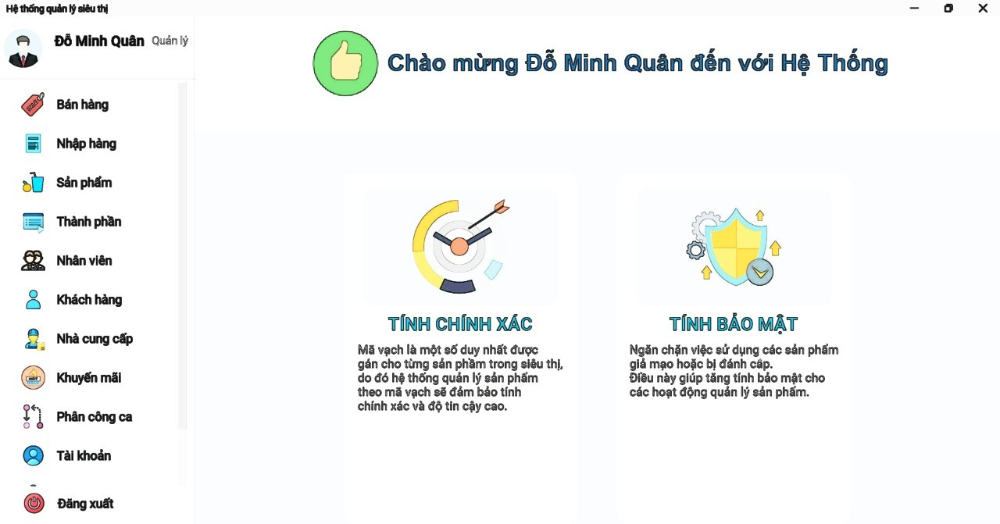 Hệ thống quản lý siêu thị
Đỗ Minh Quân Quản lý
Chào mừng Đỗ Minh Quân đến với Hệ Thống
Bán hàng
Nhập hàng
Sản phẩm
Thành phần
Nhân viên
Khách hàng
Nhà cung cấp
Khuyến mãi
Phân công ca
Tài khoản
Đăng xuất
TÍNH CHÍNH XÁC
Mã vạch là một số duy nhất được
gán cho từng sản phầm trong siêu thị,
do đó hệ thống quản lý sản phẩm
theo mã vạch sẽ đảm bảo tính
chính xác và độ tin cậy cao.
TÍNH BẢO MẬT
Ngăn chặn việc sử dụng các sản phẩm
giả mạo hoặc bị đánh câp.
Điều này giúp tăng tính bảo mật cho
các hoạt động quản lý sản phẩm.